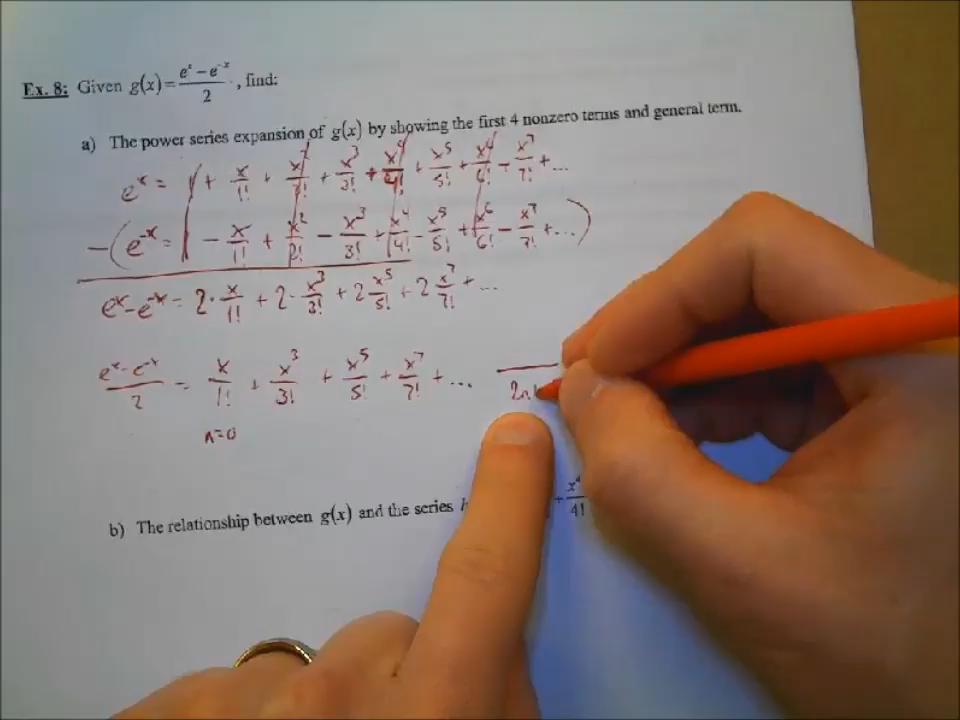 Ex. 8: Given g(x) = (e^x − e^−x)/2, find:
a) The power series expansion of g(x) by showing the first 4 nonzero terms and general term.
e^x = 1 + x/1! + x^2/2! + x^3/3! + x^4/4! + x^5/5! + x^4/6! − x^7/7! + ...
−(e^−x = 1 − x/1! + x^2/2! − x^3/3! + x^4/4! − x^5/5! + x^6/6! − x^7/7! + ...)
e^x − e^−x = 2·x/1! + 2·x^3/3! + 2 x^5/5! + 2 x^7/7! + ...
(e^x − e^−x)/2 = x/1! + x^3/3! + x^5/5! + x^7/7! + ... 2n
n=0
b) The relationship between g(x) and the series + x^4/4!